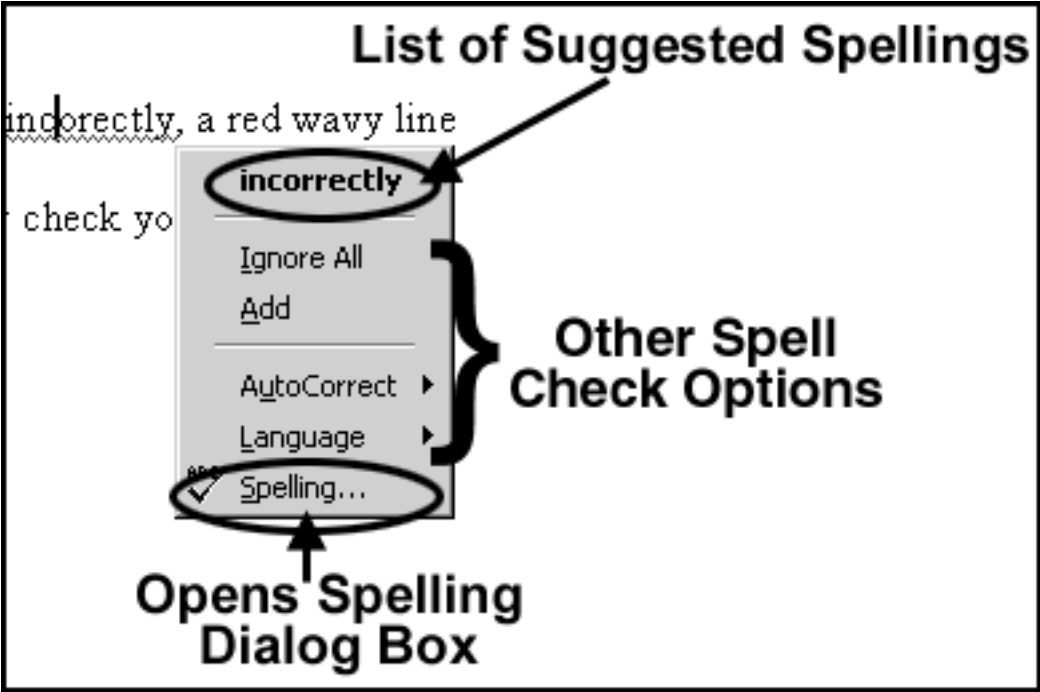 List of Suggested Spellings
incorectly, a red wavy line
incorrectly
check yo
Ignore All
Add
Other Spell
Check Options
AutoCorrect
Language
Spelling...
Opens Spelling
Dialog Box